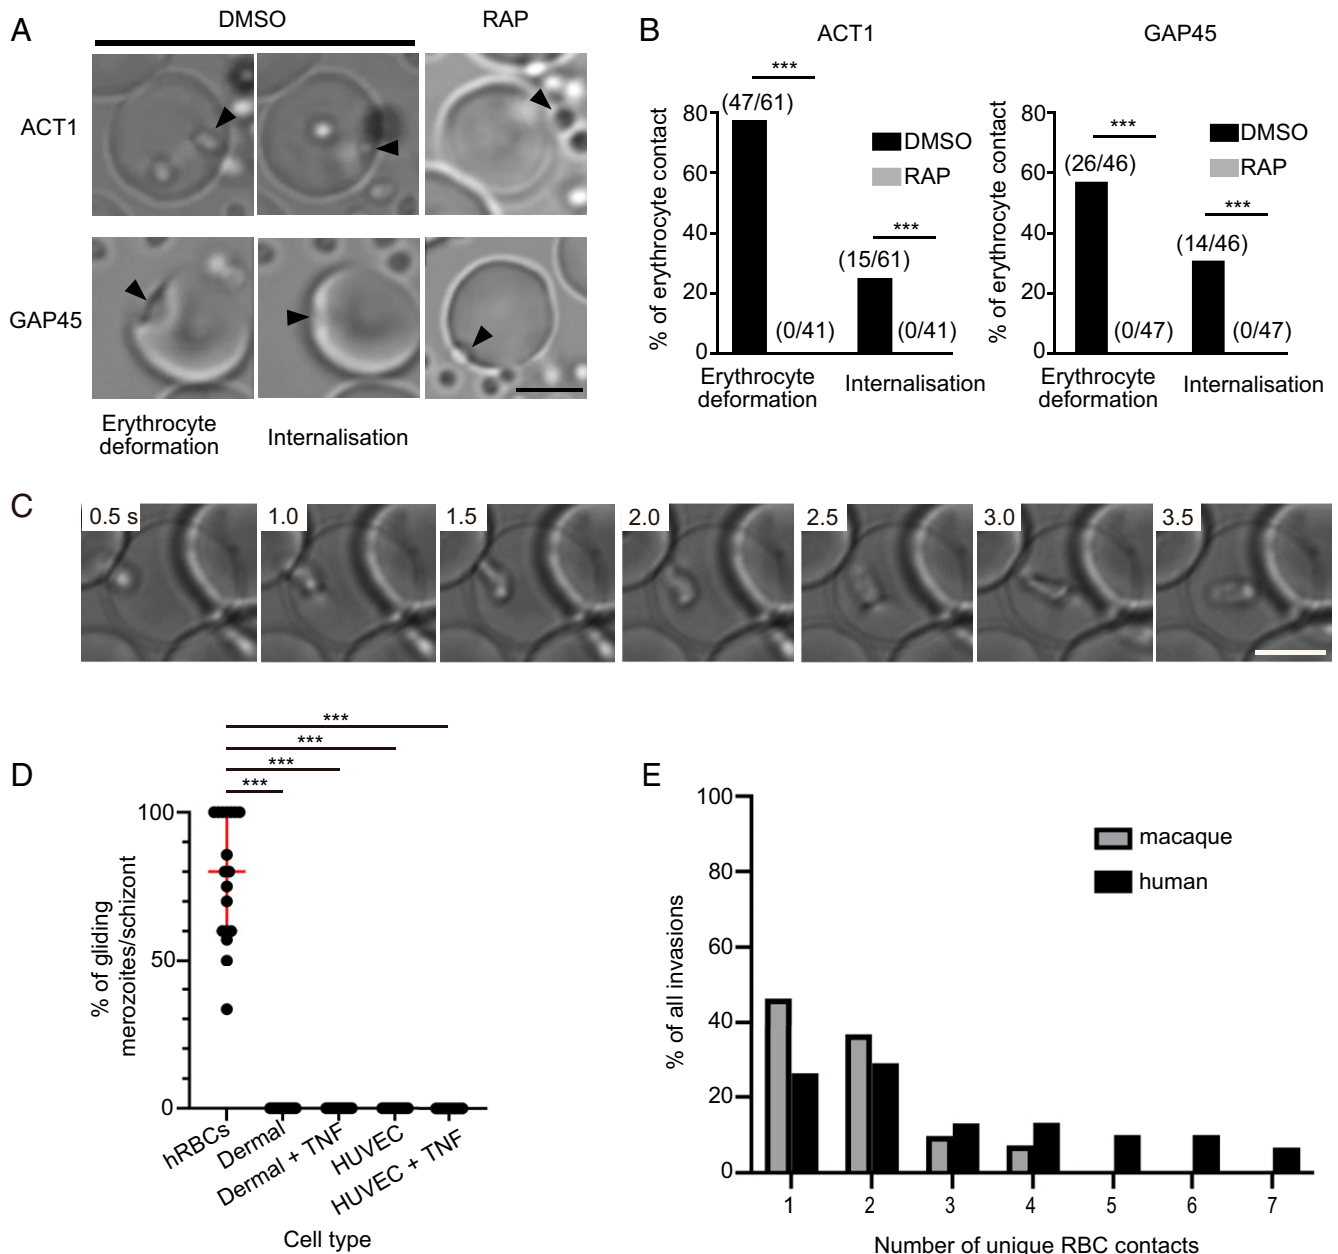 A
DMSO
RAP
ACT1
GAP45
Erythrocyte
deformation
Internalisation
B
ACT1
GAP45
% of erythrocyte contact
80
60
40
20
0
***
(47/61)
(0/41)
***
(15/61)
(0/41)
DMSO
RAP
Erythrocyte
deformation
Internalisation
% of erythrocyte contact
80
60
40
20
0
***
(26/46)
(0/47)
***
(14/46)
(0/47)
DMSO
RAP
Erythrocyte
deformation
Internalisation
C
0.5 s
1.0
1.5
2.0
2.5
3.0
3.5
D
***
***
***
***
% of gliding
merozoites/schizont
100
50
0
hRBCs
Dermal
Dermal + TNF
HUVEC
HUVEC + TNF
Cell type
E
% of all invasions
100
80
60
40
20
0
macaque
human
1 2 3 4 5 6 7
Number of unique RBC contacts